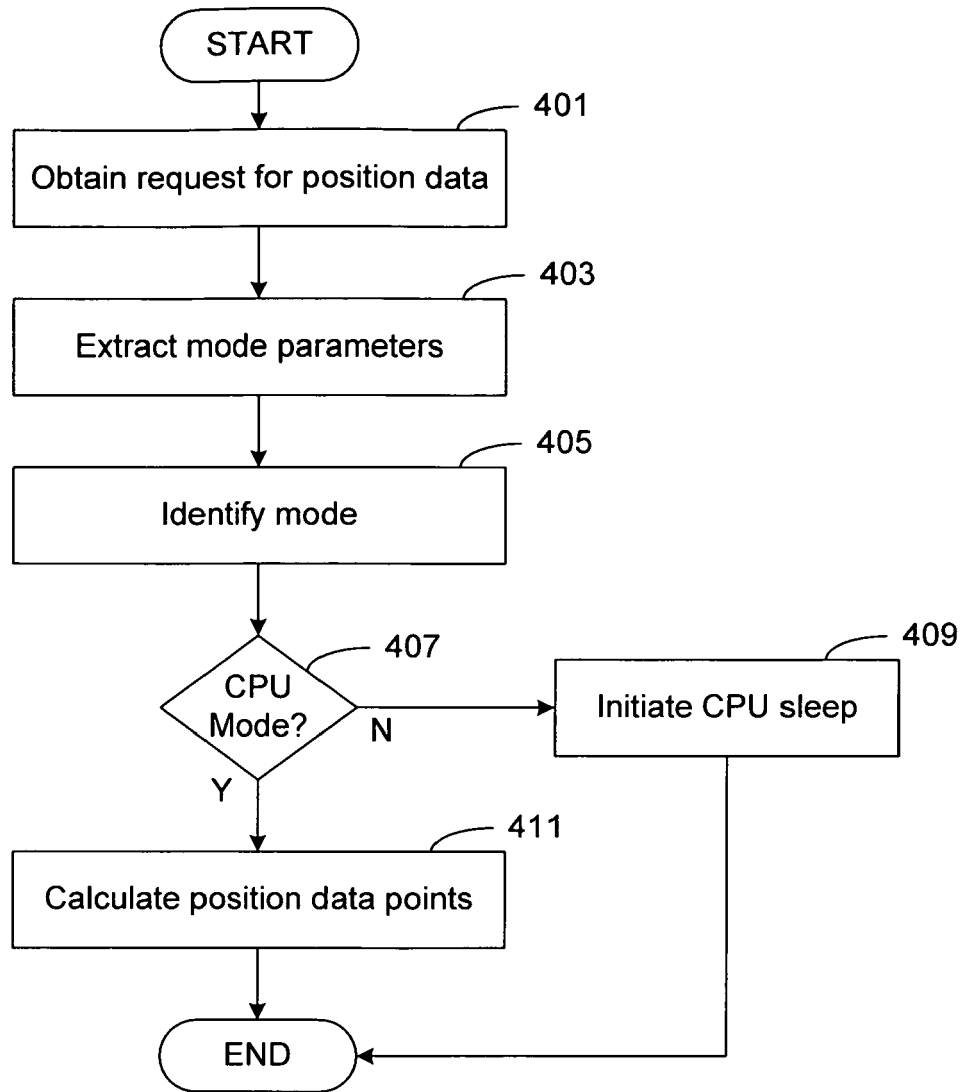 START
401
Obtain request for position data
403
Extract mode parameters
405
Identify mode
407
CPU
Mode?
N
Y
409
Initiate CPU sleep
411
Calculate position data points
END